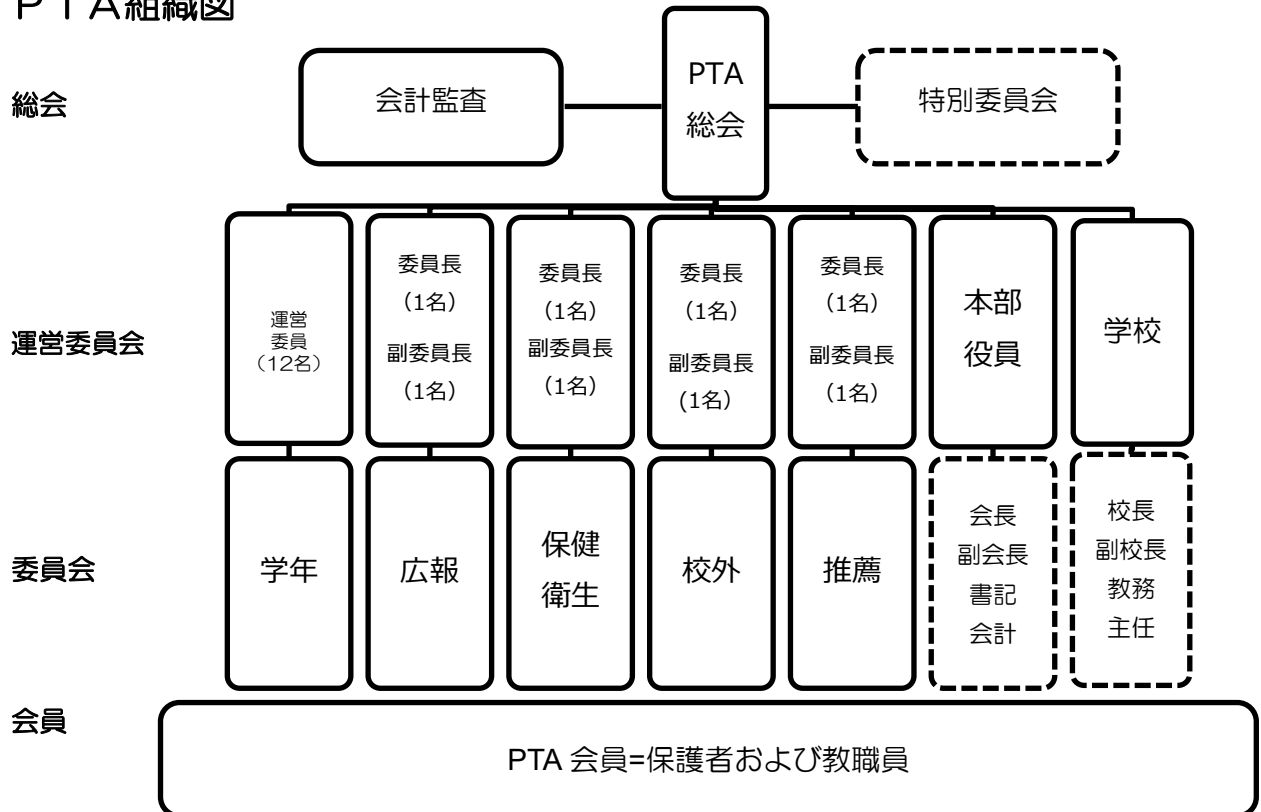 PTA組織図
総会
会計監査
PTA
総会
特別委員会
運営委員会
運営
委員
（12名）
委員長
（1名）
副委員長
（1名）
委員長
（1名）
副委員長
（1名）
委員長
（1名）
副委員長
(1名）
委員長
（1名）
副委員長
（1名）
本部
役員
学校
委員会
学年
広報
保健
衛生
校外
推薦
会長
副会長
書記
会計
校長
副校長
教務
主任
会員
PTA 会員=保護者および教職員